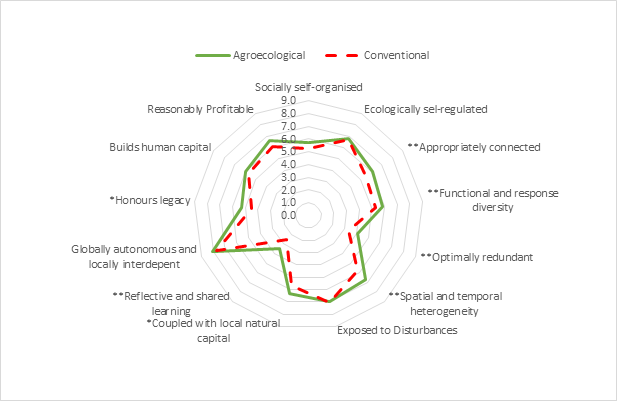 Agroecological
Conventional
Socially self-organised
9.0
Reasonably Profitable
Ecologically sel-regulated
8.0
7.0
6.0
Builds human capital
**Appropriately connected
5.0
4.0
3.0
*Honours legacy
**Functional and response
diversity
2.0
1.0
0.0
Globally autonomous and
locally interdepent
**Optimally redundant
**Reflective and shared
learning
**Spatial and temporal
heterogeneity
*Coupled with local natural
capital
Exposed to Disturbances